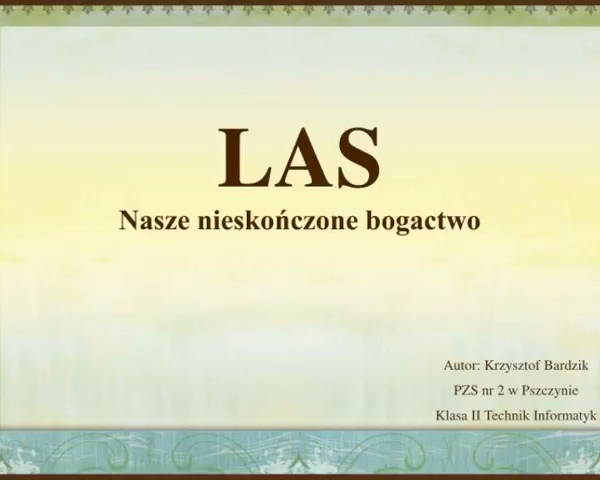 LAS
Nasze nieskończone bogactwo
Autor: Krzysztof Bardzik
PZS nr 2 w Pszczynie
Klasa II Technik Informatyk